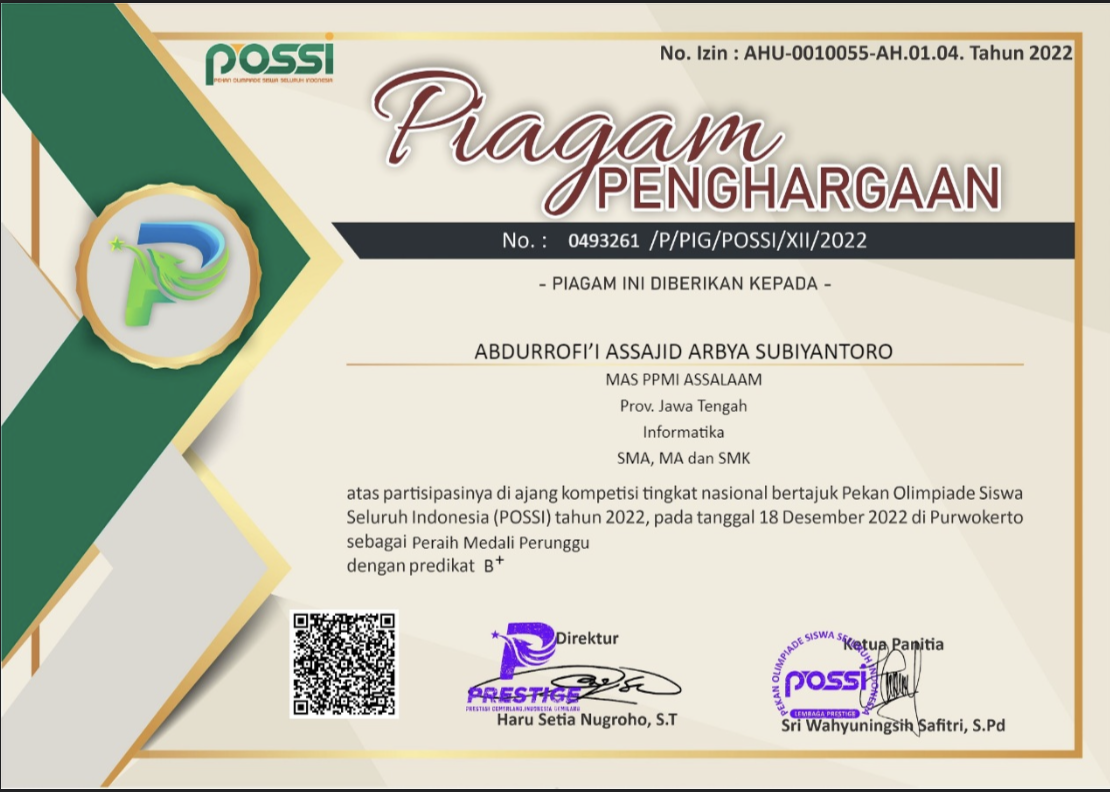 POSSI
PEKAN OLIMPIADE SISWA SELURUH INDONESIA
No. Izin : AHU-0010055-AH.01.04. Tahun 2022
Piagam
PENGHARGAAN
No. : 0493261 /P/PIG/POSSI/XII/2022
- PIAGAM INI DIBERIKAN KEPADA -
ABDURROFI'I ASSAJID ARBYA SUBIYANTORO
MAS PPMI ASSALAAM
Prov. Jawa Tengah
Informatika
SMA, MA dan SMK
atas partisipasinya di ajang kompetisi tingkat nasional bertajuk Pekan Olimpiade Siswa
Seluruh Indonesia (POSSI) tahun 2022, pada tanggal 18 Desember 2022 di Purwokerto
sebagai Peraih Medali Perunggu
dengan predikat B+
Direktur
PRESTIGE
PRESTASI GEMILANG INDONESIA GEMILANG
Haru Setia Nugroho, S.T
Ketua Panitia
PEKAN OLIMPIADE SISWA SELURUH INDONESIA
POSSI
LEMBAGA PRESTIGE
Sri Wahyuningsih Safitri, S.Pd